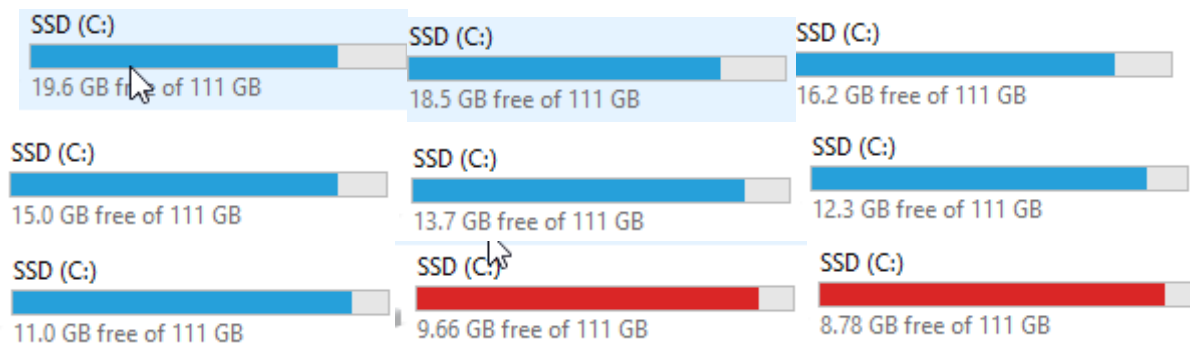 SSD (C:)
19.6 GB free of 111 GB
SSD (C:)
18.5 GB free of 111 GB
SSD (C:)
16.2 GB free of 111 GB
SSD (C:)
15.0 GB free of 111 GB
SSD (C:)
13.7 GB free of 111 GB
SSD (C:)
12.3 GB free of 111 GB
SSD (C:)
11.0 GB free of 111 GB
SSD (C:)
9.66 GB free of 111 GB
SSD (C:)
8.78 GB free of 111 GB